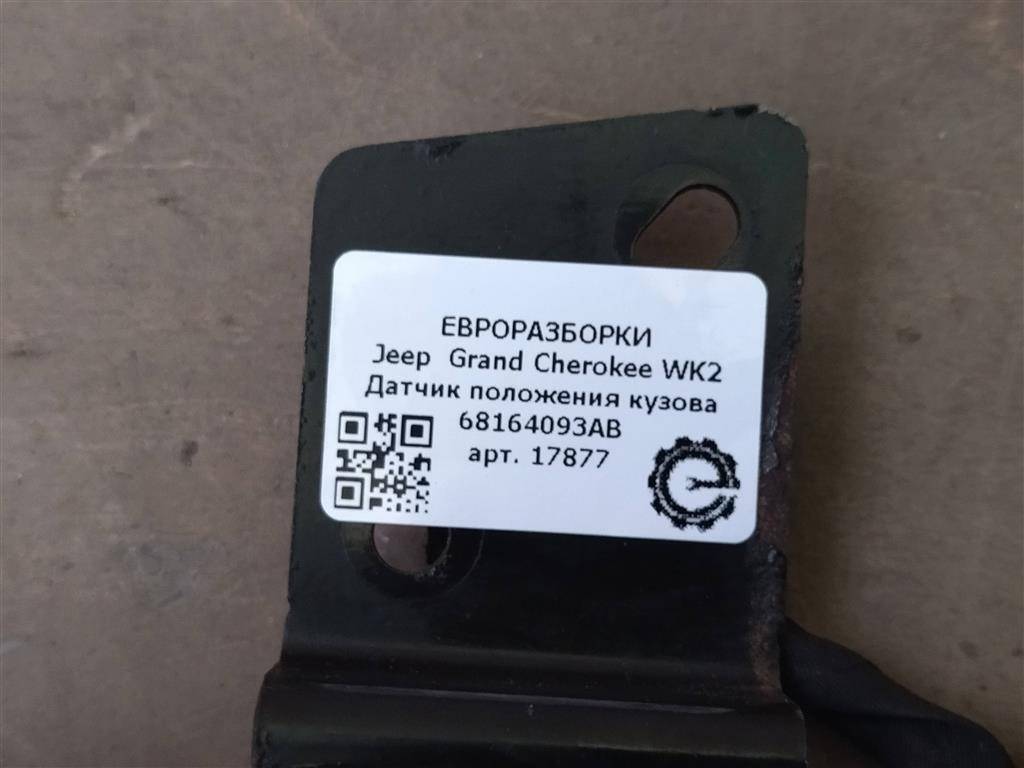 ЕВРОРАЗБОРКИ
Jeep Grand Cherokee WK2
Датчик положения кузова
68164093AB
арт. 17877